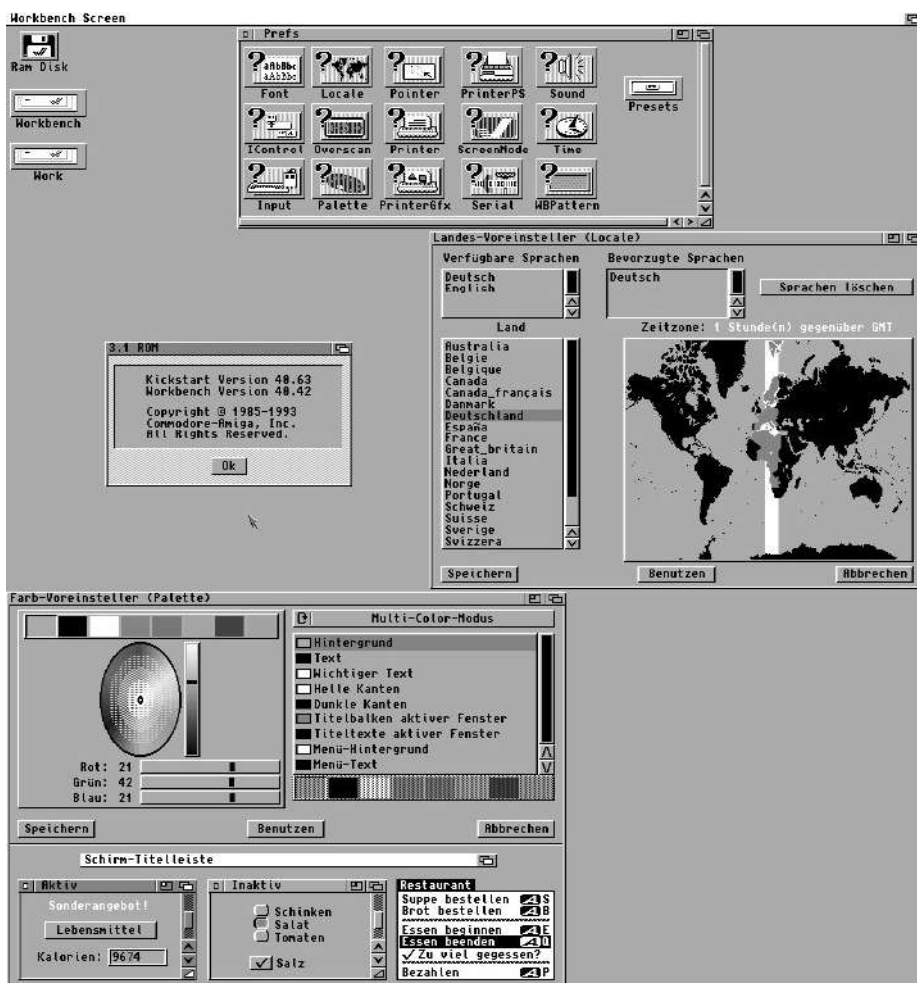 Workbench Screen
Ram Disk
Workbench
Work
Prefs
aAbBbc
aAbBbc
Font Locale Pointer PrinterPS Sound
Presets
IControl Overscan Printer ScreenMode Time
Input Palette PrinterGfx Serial WBPattern
Landes-Voreinsteller (Locale)
Verfügbare Sprachen
Deutsch
English
Bevorzugte Sprachen
Deutsch
Sprachen löschen
Land
Australia
Belgie
Belgique
Canada
Canada_français
Danmark
Deutschland
España
France
Great_britain
Italia
Nederland
Norge
Portugal
Schweiz
Suisse
Sverige
Svizzera
Zeitzone: 1 Stunde(n) gegenüber GMT
Speichern Benutzen Abbrechen
3.1 ROM
Kickstart Version 40.63
Workbench Version 40.42
Copyright © 1985-1993
Commodore-Amiga, Inc.
All Rights Reserved.
Ok
Farb-Voreinsteller (Palette)
Rot: 21
Grün: 42
Blau: 21
Multi-Color-Modus
Hintergrund
Text
Wichtiger Text
Helle Kanten
Dunkle Kanten
Titelbalken aktiver Fenster
Titeltexte aktiver Fenster
Menü-Hintergrund
Menü-Text
Speichern Benutzen Abbrechen
Schirm-Titelleiste
Aktiv
Sonderangebot!
Lebensmittel
Kalorien: 9674
Inaktiv
Schinken
Salat
Tomaten
Salz
Restaurant
Suppe bestellen A S
Brot bestellen A B
Essen beginnen A E
Essen beenden A Q
Zu viel gegessen?
Bezahlen A P